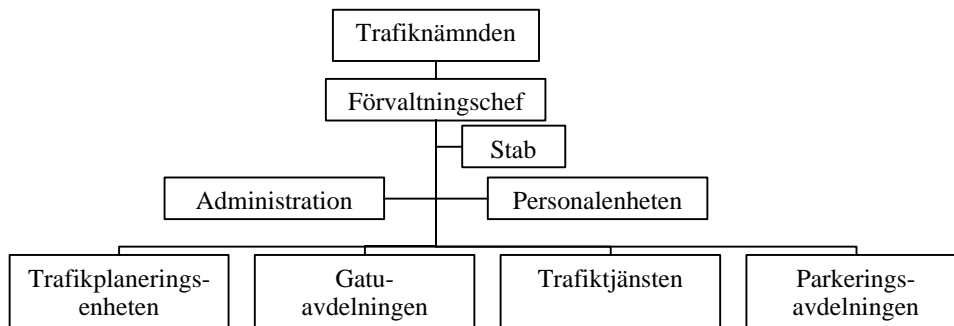 Trafiknämnden
Förvaltningschef
Stab
Administration
Personalenheten
Trafikplanerings-
enheten
Gatu-
avdelningen
Trafiktjänsten
Parkerings-
avdelningen